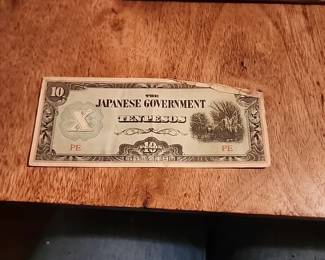 10
THE
JAPANESE GOVERNMENT
TEN PESOS
X
PE
PE
10